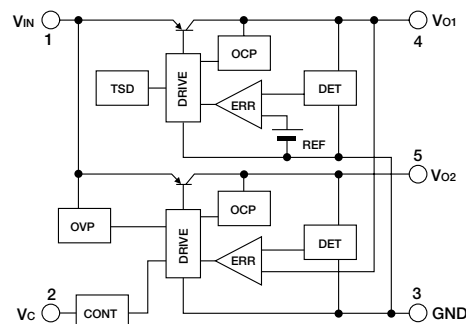 VIN
1
VO1
4
OCP
TSD
DRIVE
ERR
DET
REF
5
VO2
OVP
OCP
DRIVE
ERR
DET
2
VC
CONT
3
GND